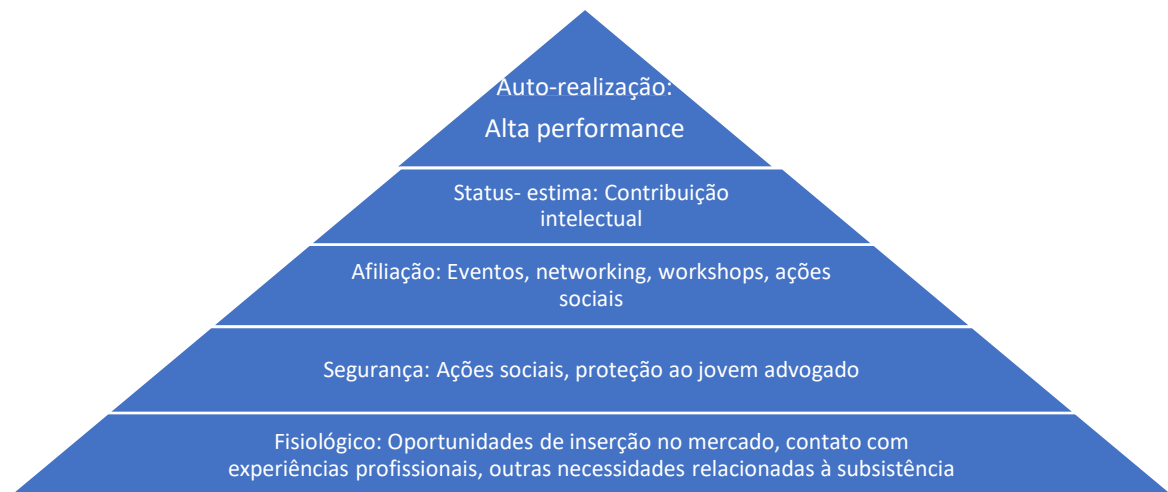 Auto-realização:
Alta performance
Status- estima: Contribuição
intelectual
Afiliação: Eventos, networking, workshops, ações
sociais
Segurança: Ações sociais, proteção ao jovem advogado
Fisiológico: Oportunidades de inserção no mercado, contato com
experiências profissionais, outras necessidades relacionadas à subsistência